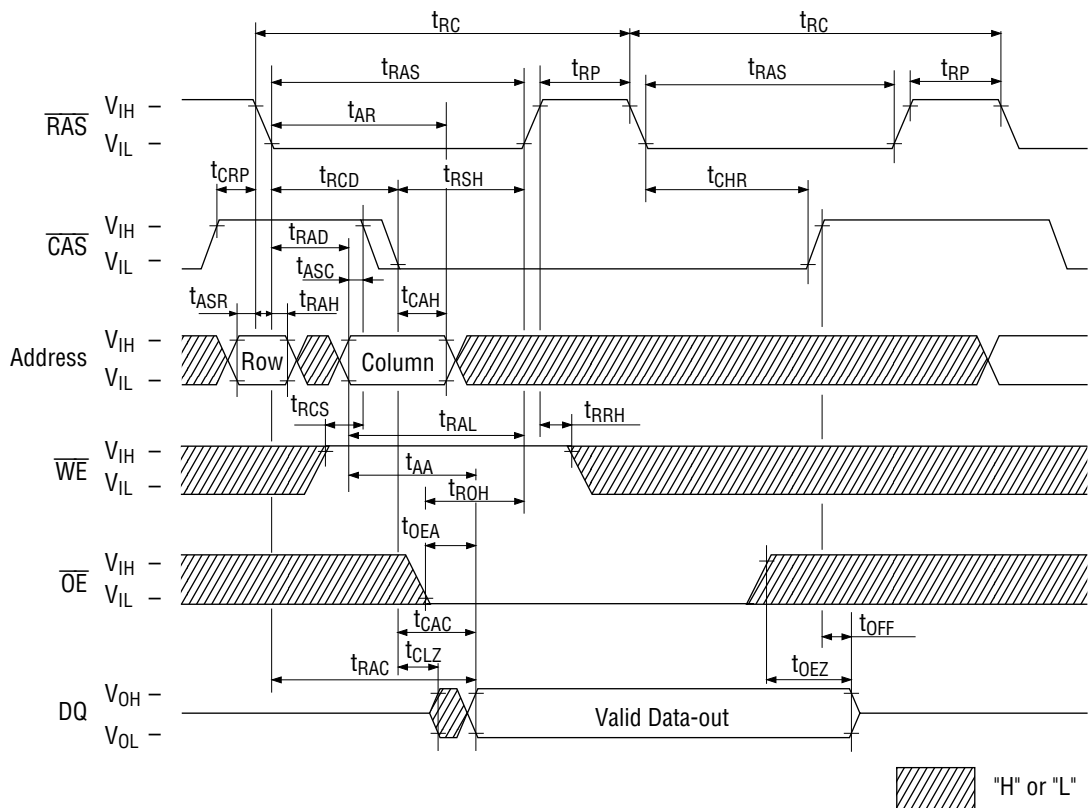 tRC tRC
tRAS tRP tRAS tRP
RAS VIH –
VIL –
tAR
tCRP tRCD tRSH tCHR
CAS VIH –
VIL –
tRAD
tASC
tASR tRAH tCAH
Address VIH –
VIL –
Row Column
tRCS tRAL tRRH
WE VIH –
VIL –
tAA
tROH
tOEA
OE VIH –
VIL –
tCAC tOFF
tRAC tCLZ tOEZ
DQ VOH –
VOL –
Valid Data-out
"H" or "L"